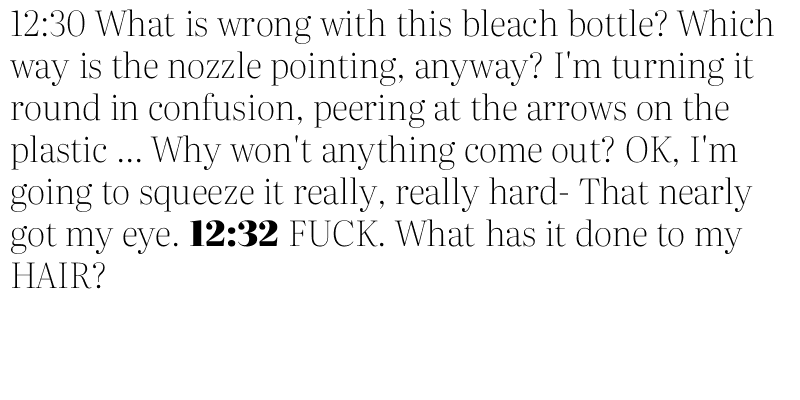 12:30 What is wrong with this bleach bottle? Which
way is the nozzle pointing, anyway? I'm turning it
round in confusion, peering at the arrows on the
plastic ... Why won't anything come out? OK, I'm
going to squeeze it really, really hard- That nearly
got my eye. 12:32 FUCK. What has it done to my
HAIR?